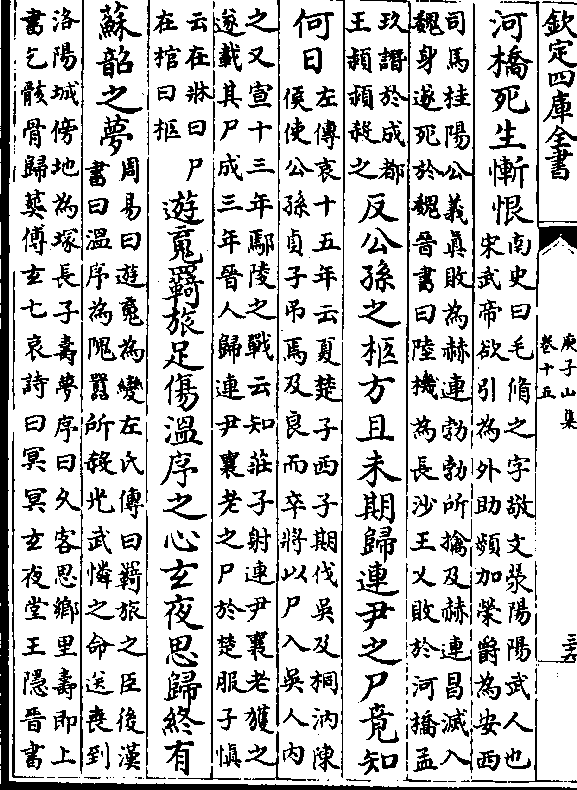 欽定四庫全書
庾子山集
卷十五
河橋死生慚恨
南史曰毛脩之字敬文滎陽陽武人也
宋武帝欲引為外助頻加榮爵為安西
司馬桂陽公義真敗為赫連勃勃所擒及赫連昌滅入
魏身遂死於魏晉書曰陸機為長沙王乂敗於河橋孟
玖譖於成都
王穎穎殺之
反公孫之柩方且未期歸連尹之尸竟知
何日
左傳哀十五年云夏楚子西子期伐吳及桐汭陳
侯使公孫貞子弔焉及良而卒將以尸入吳人內
之又宣十三年鄢陵之戰云知莊子射連尹襄老獲之
遂載其尸成三年晉人歸連尹襄老之尸於楚服子慎
云在牀曰尸
在棺曰柩
遊䰟羇旅足傷溫序之心玄夜思歸終有
蘇韶之夢
周易曰遊䰟為變左氏傳曰羇旅之臣後漢
書曰溫序為隗囂所殺光武憐之命送喪到
洛陽城傍地為塚長子壽夢序曰久客思鄉里壽即上
書乞骸骨歸葬傅玄七哀詩曰冥冥玄夜堂王隱晉書